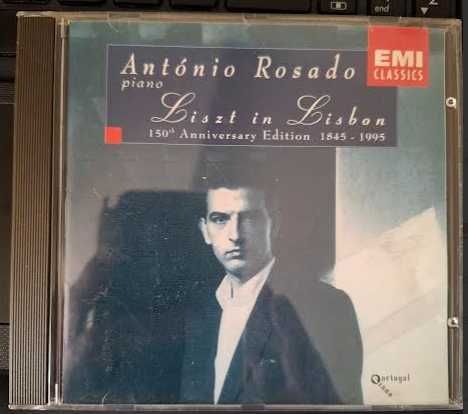 end
António Rosado
piano
EMI
CLASSICS
Liszt in Lisbon
150th Anniversary Edition 1845 - 1995
Portugal